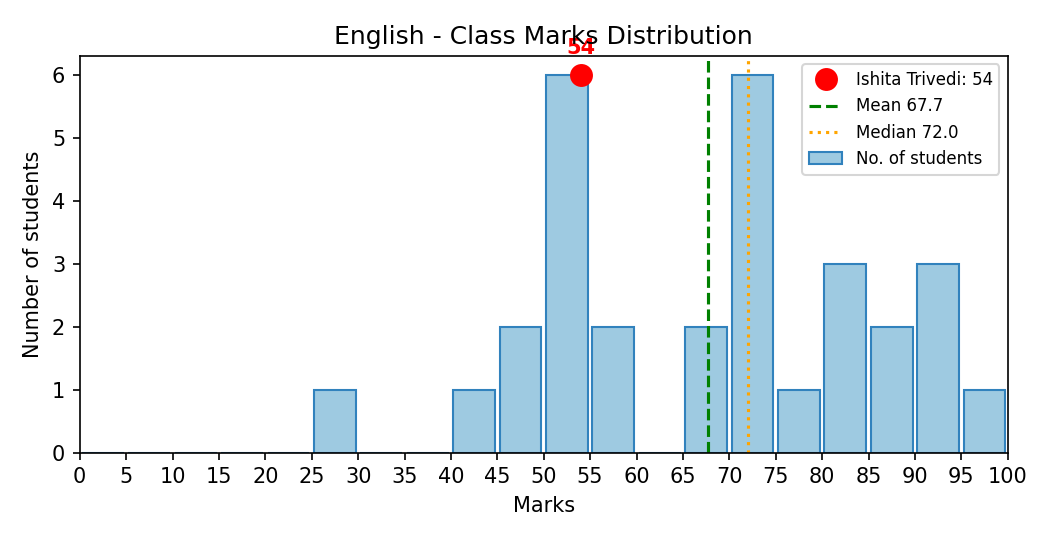 English - Class Marks Distribution
54
Ishita Trivedi: 54
Mean 67.7
Median 72.0
No. of students
Number of students
6
5
4
3
2
1
0
0 5 10 15 20 25 30 35 40 45 50 55 60 65 70 75 80 85 90 95 100
Marks